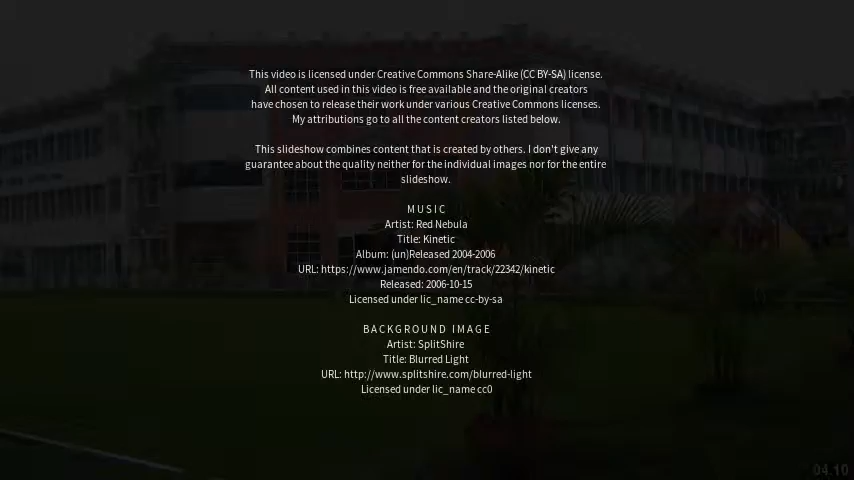 This video is licensed under Creative Commons Share-Alike (CC BY-SA) license.
All content used in this video is free available and the original creators
have chosen to release their work under various Creative Commons licenses.
My attributions go to all the content creators listed below.
This slideshow combines content that is created by others. I don't give any
guarantee about the quality neither for the individual images nor for the entire
slideshow.
MUSIC
Artist: Red Nebula
Title: Kinetic
Album: (un)Released 2004-2006
URL: https://www.jamendo.com/en/track/22342/kinetic
Released: 2006-10-15
Licensed under lic_name cc-by-sa
BACKGROUND IMAGE
Artist: SplitShire
Title: Blurred Light
URL: http://www.splitshire.com/blurred-light
Licensed under lic_name cc0
04.10